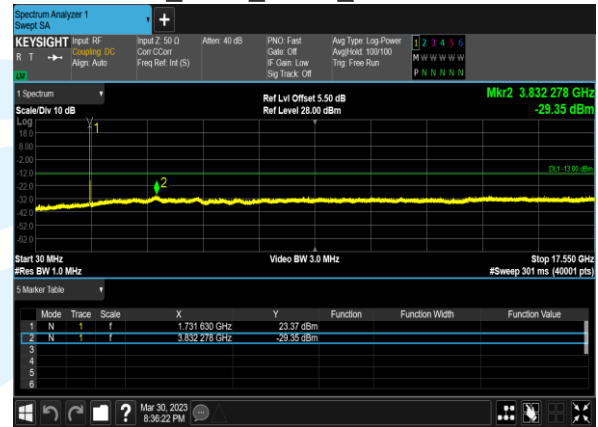 Spectrum Analyzer 1
Swept SA
KEYSIGHT Input: RF Input Z: 50 Ω Atten: 40 dB PNO: Fast Avg Type: Log-Power 1 2 3 4 5 6
R T Coupling: DC Corr CCorr Gate: Off Avg|Hold: 100/100 M W W W W W
Align: Auto Freq Ref: Int (S) IF Gain: Low Trig: Free Run
LW Sig Track: Off P N N N N N
1 Spectrum Ref Lvl Offset 5.50 dB Mkr2 3.832 278 GHz
Scale/Div 10 dB Ref Level 28.00 dBm -29.35 dBm
Log 1
18.0
8.00
-2.00
-12.0 DL1 -13.00 dBm
-22.0 2
-32.0
-42.0
-52.0
-62.0
Start 30 MHz Video BW 3.0 MHz Stop 17.550 GHz
#Res BW 1.0 MHz #Sweep 301 ms (40001 pts)
5 Marker Table
Mode Trace Scale X Y Function Function Width Function Value
1 N 1 f 1.731 630 GHz 23.37 dBm
2 N 1 f 3.832 278 GHz -29.35 dBm
3
4
5
6
? Mar 30, 2023
8:36:22 PM